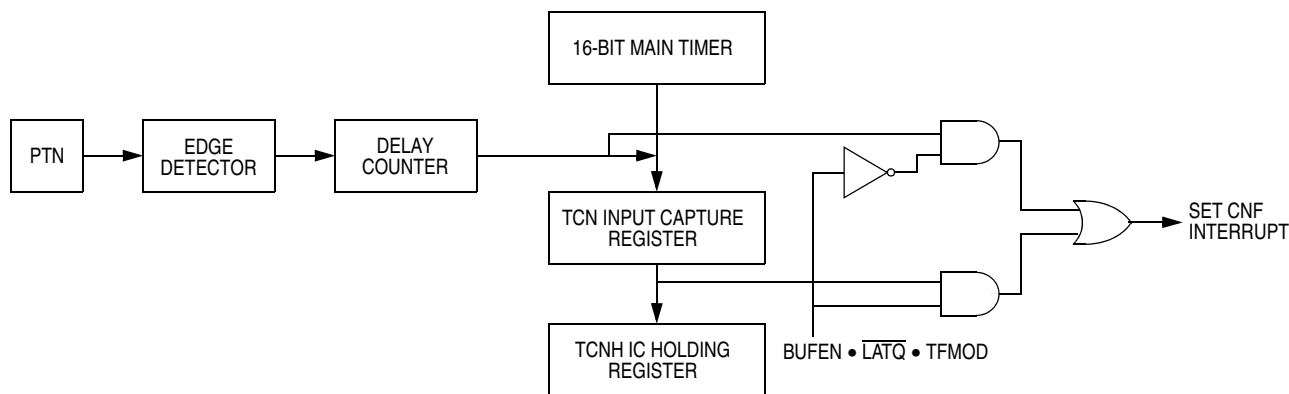 16-BIT MAIN TIMER
PTN
EDGE
DETECTOR
DELAY
COUNTER
TCN INPUT CAPTURE
REGISTER
SET CNF
INTERRUPT
TCNH IC HOLDING
REGISTER
BUFEN • L̅A̅T̅Q̅ • TFMOD